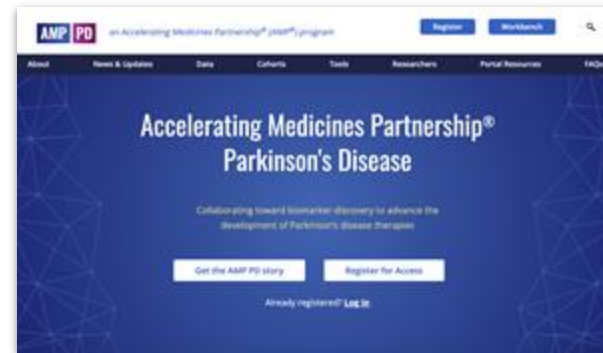 AMP PD an Accelerating Medicines Partnership® (AMP®) program Register Workbench
About News & Updates Data Cohorts Tools Researchers Portal Resources FAQs
Accelerating Medicines Partnership®
Parkinson's Disease
Collaborating toward biomarker discovery to advance the
development of Parkinson's disease therapies
Get the AMP PD story Register for Access
Already registered? Log in